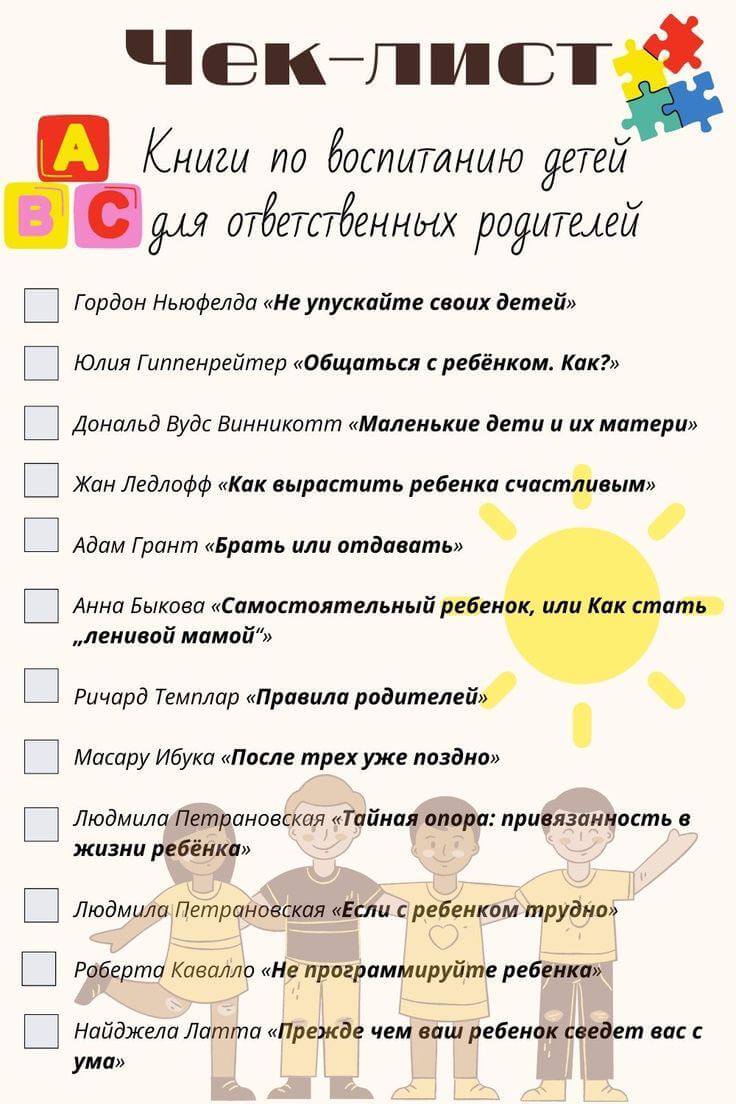 Чек-лист
A
B C
Книги по воспитанию детей
для ответственных родителей
Гордон Ньюфелда «Не упускайте своих детей»
Юлия Гиппенрейтер «Общаться с ребёнком. Как?»
Дональд Вудс Винникотт «Маленькие дети и их матери»
Жан Ледлофф «Как вырастить ребенка счастливым»
Адам Грант «Брать или отдавать»
Анна Быкова «Самостоятельный ребенок, или Как стать
„ленивой мамой“»
Ричард Темплар «Правила родителей»
Масару Ибука «После трех уже поздно»
Людмила Петрановская «Тайная опора: привязанность в
жизни ребёнка»
Людмила Петрановская «Если с ребенком трудно»
Роберта Кавалло «Не программируйте ребенка»
Найджела Латта «Прежде чем ваш ребенок сведет вас с
ума»